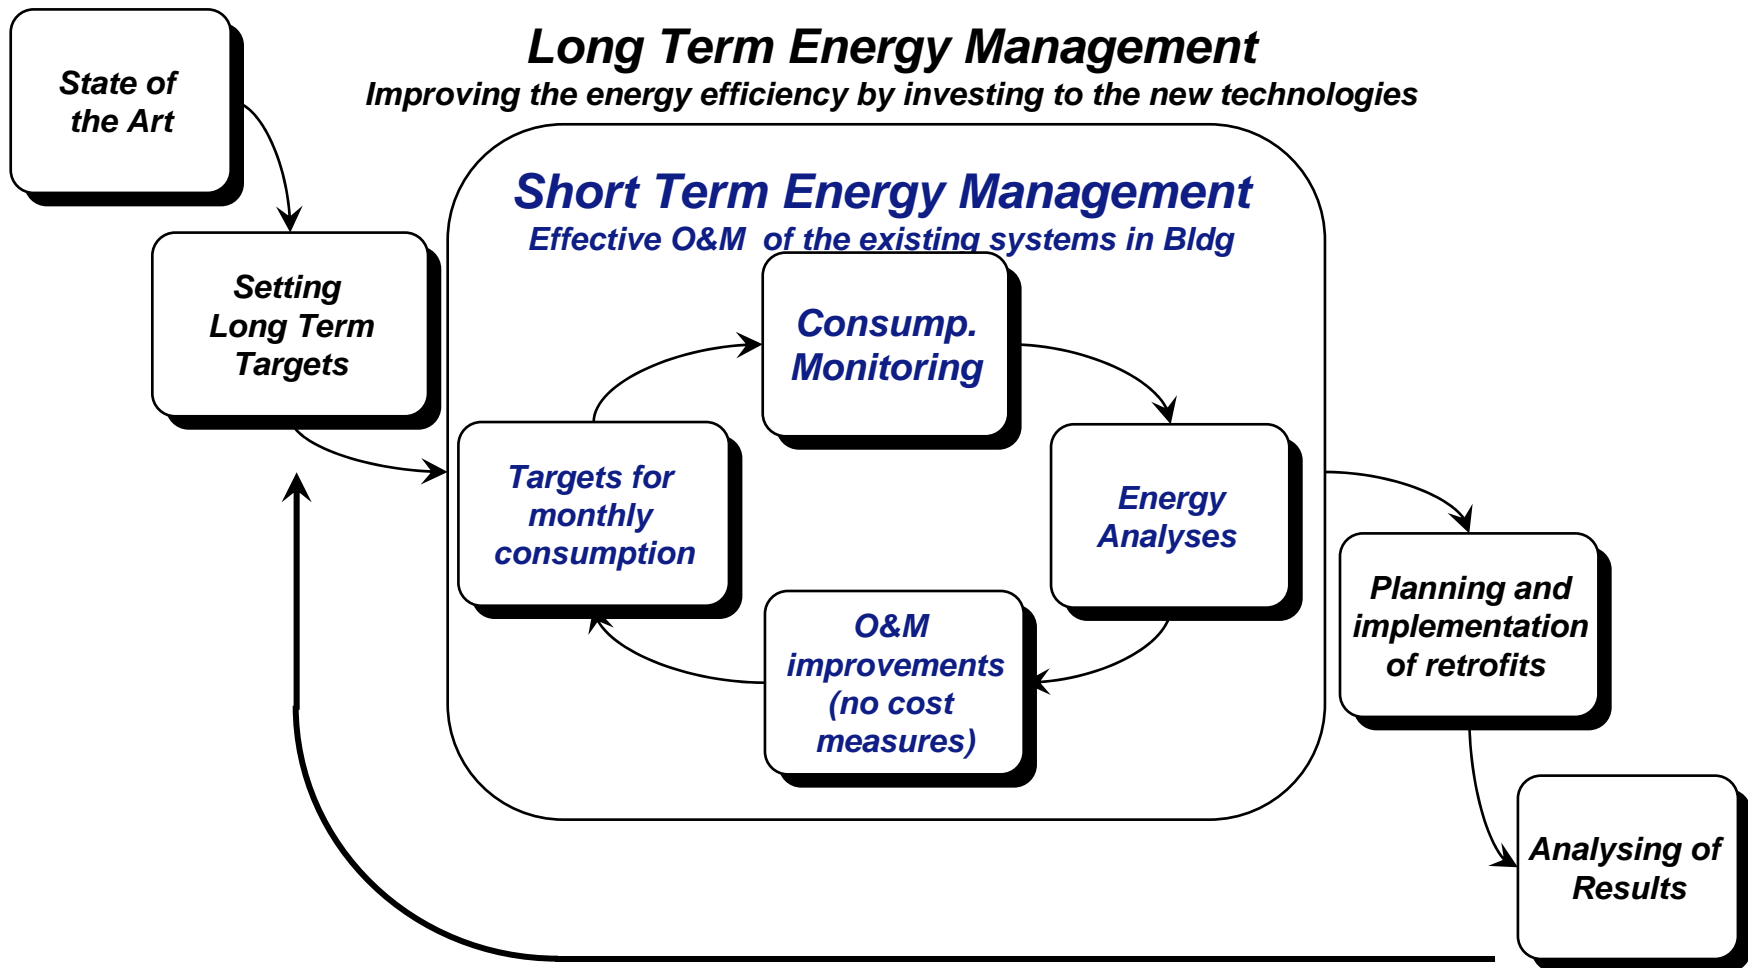 Long Term Energy Management
Improving the energy efficiency by investing to the new technologies
State of
the Art
Setting
Long Term
Targets
Short Term Energy Management
Effective O&M of the existing systems in Bldg
Consump.
Monitoring
Targets for
monthly
consumption
Energy
Analyses
O&M
improvements
(no cost
measures)
Planning and
implementation
of retrofits
Analysing of
Results